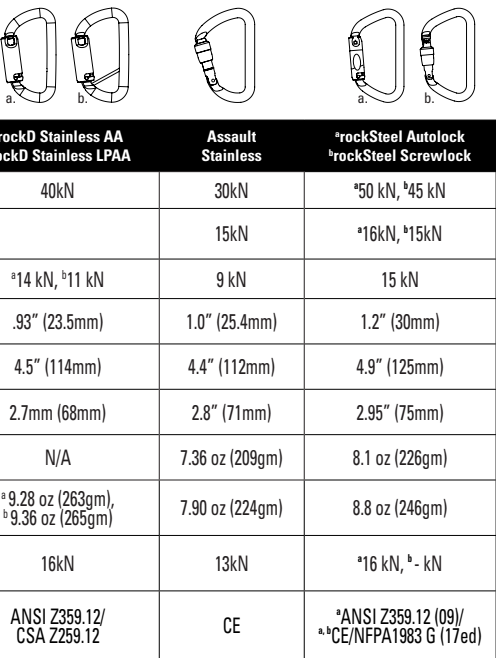 a. b. a. b.
rockD Stainless AA Assault ᵃrockSteel Autolock
ockD Stainless LPAA Stainless ᵇrockSteel Screwlock
40kN 30kN ᵃ50 kN, ᵇ45 kN
15kN ᵃ16kN, ᵇ15kN
ᵃ14 kN, ᵇ11 kN 9 kN 15 kN
.93” (23.5mm) 1.0” (25.4mm) 1.2” (30mm)
4.5” (114mm) 4.4” (112mm) 4.9” (125mm)
2.7mm (68mm) 2.8” (71mm) 2.95” (75mm)
N/A 7.36 oz (209gm) 8.1 oz (226gm)
ᵃ 9.28 oz (263gm), 7.90 oz (224gm) 8.8 oz (246gm)
ᵇ 9.36 oz (265gm)
16kN 13kN ᵃ16 kN, ᵇ - kN
ANSI Z359.12/ CE ᵃANSI Z359.12 (09)/
CSA Z259.12 ᵃ,ᵇCE/NFPA1983 G (17ed)